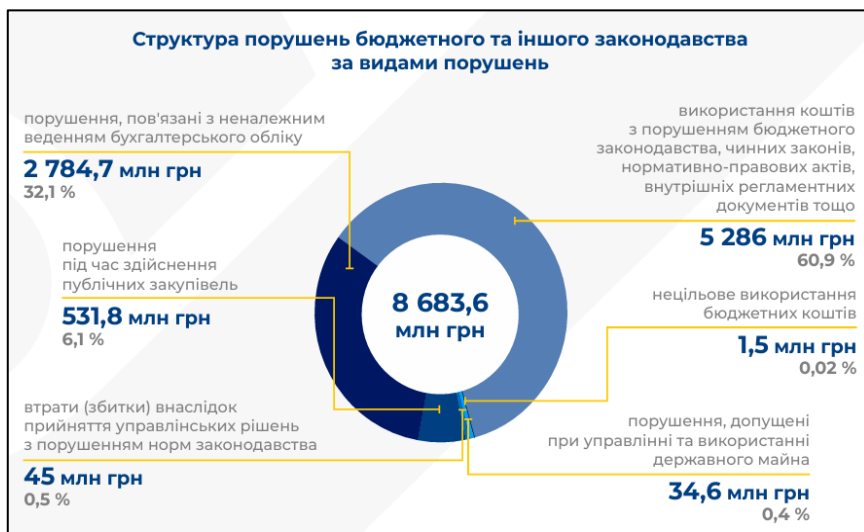 Структура порушень бюджетного та іншого законодавства
за видами порушень
порушення, пов'язані з неналежним
веденням бухгалтерського обліку
2 784,7 млн грн
32,1 %
порушення
під час здійснення
публічних закупівель
531,8 млн грн
6,1 %
втрати (збитки) внаслідок
прийняття управлінських рішень
з порушенням норм законодавства
45 млн грн
0,5 %
8 683,6
млн грн
використання коштів
з порушенням бюджетного
законодавства, чинних законів,
нормативно-правових актів,
внутрішніх регламентних
документів тощо
5 286 млн грн
60,9 %
нецільове використання
бюджетних коштів
1,5 млн грн
0,02 %
порушення, допущені
при управлінні та використанні
державного майна
34,6 млн грн
0,4 %